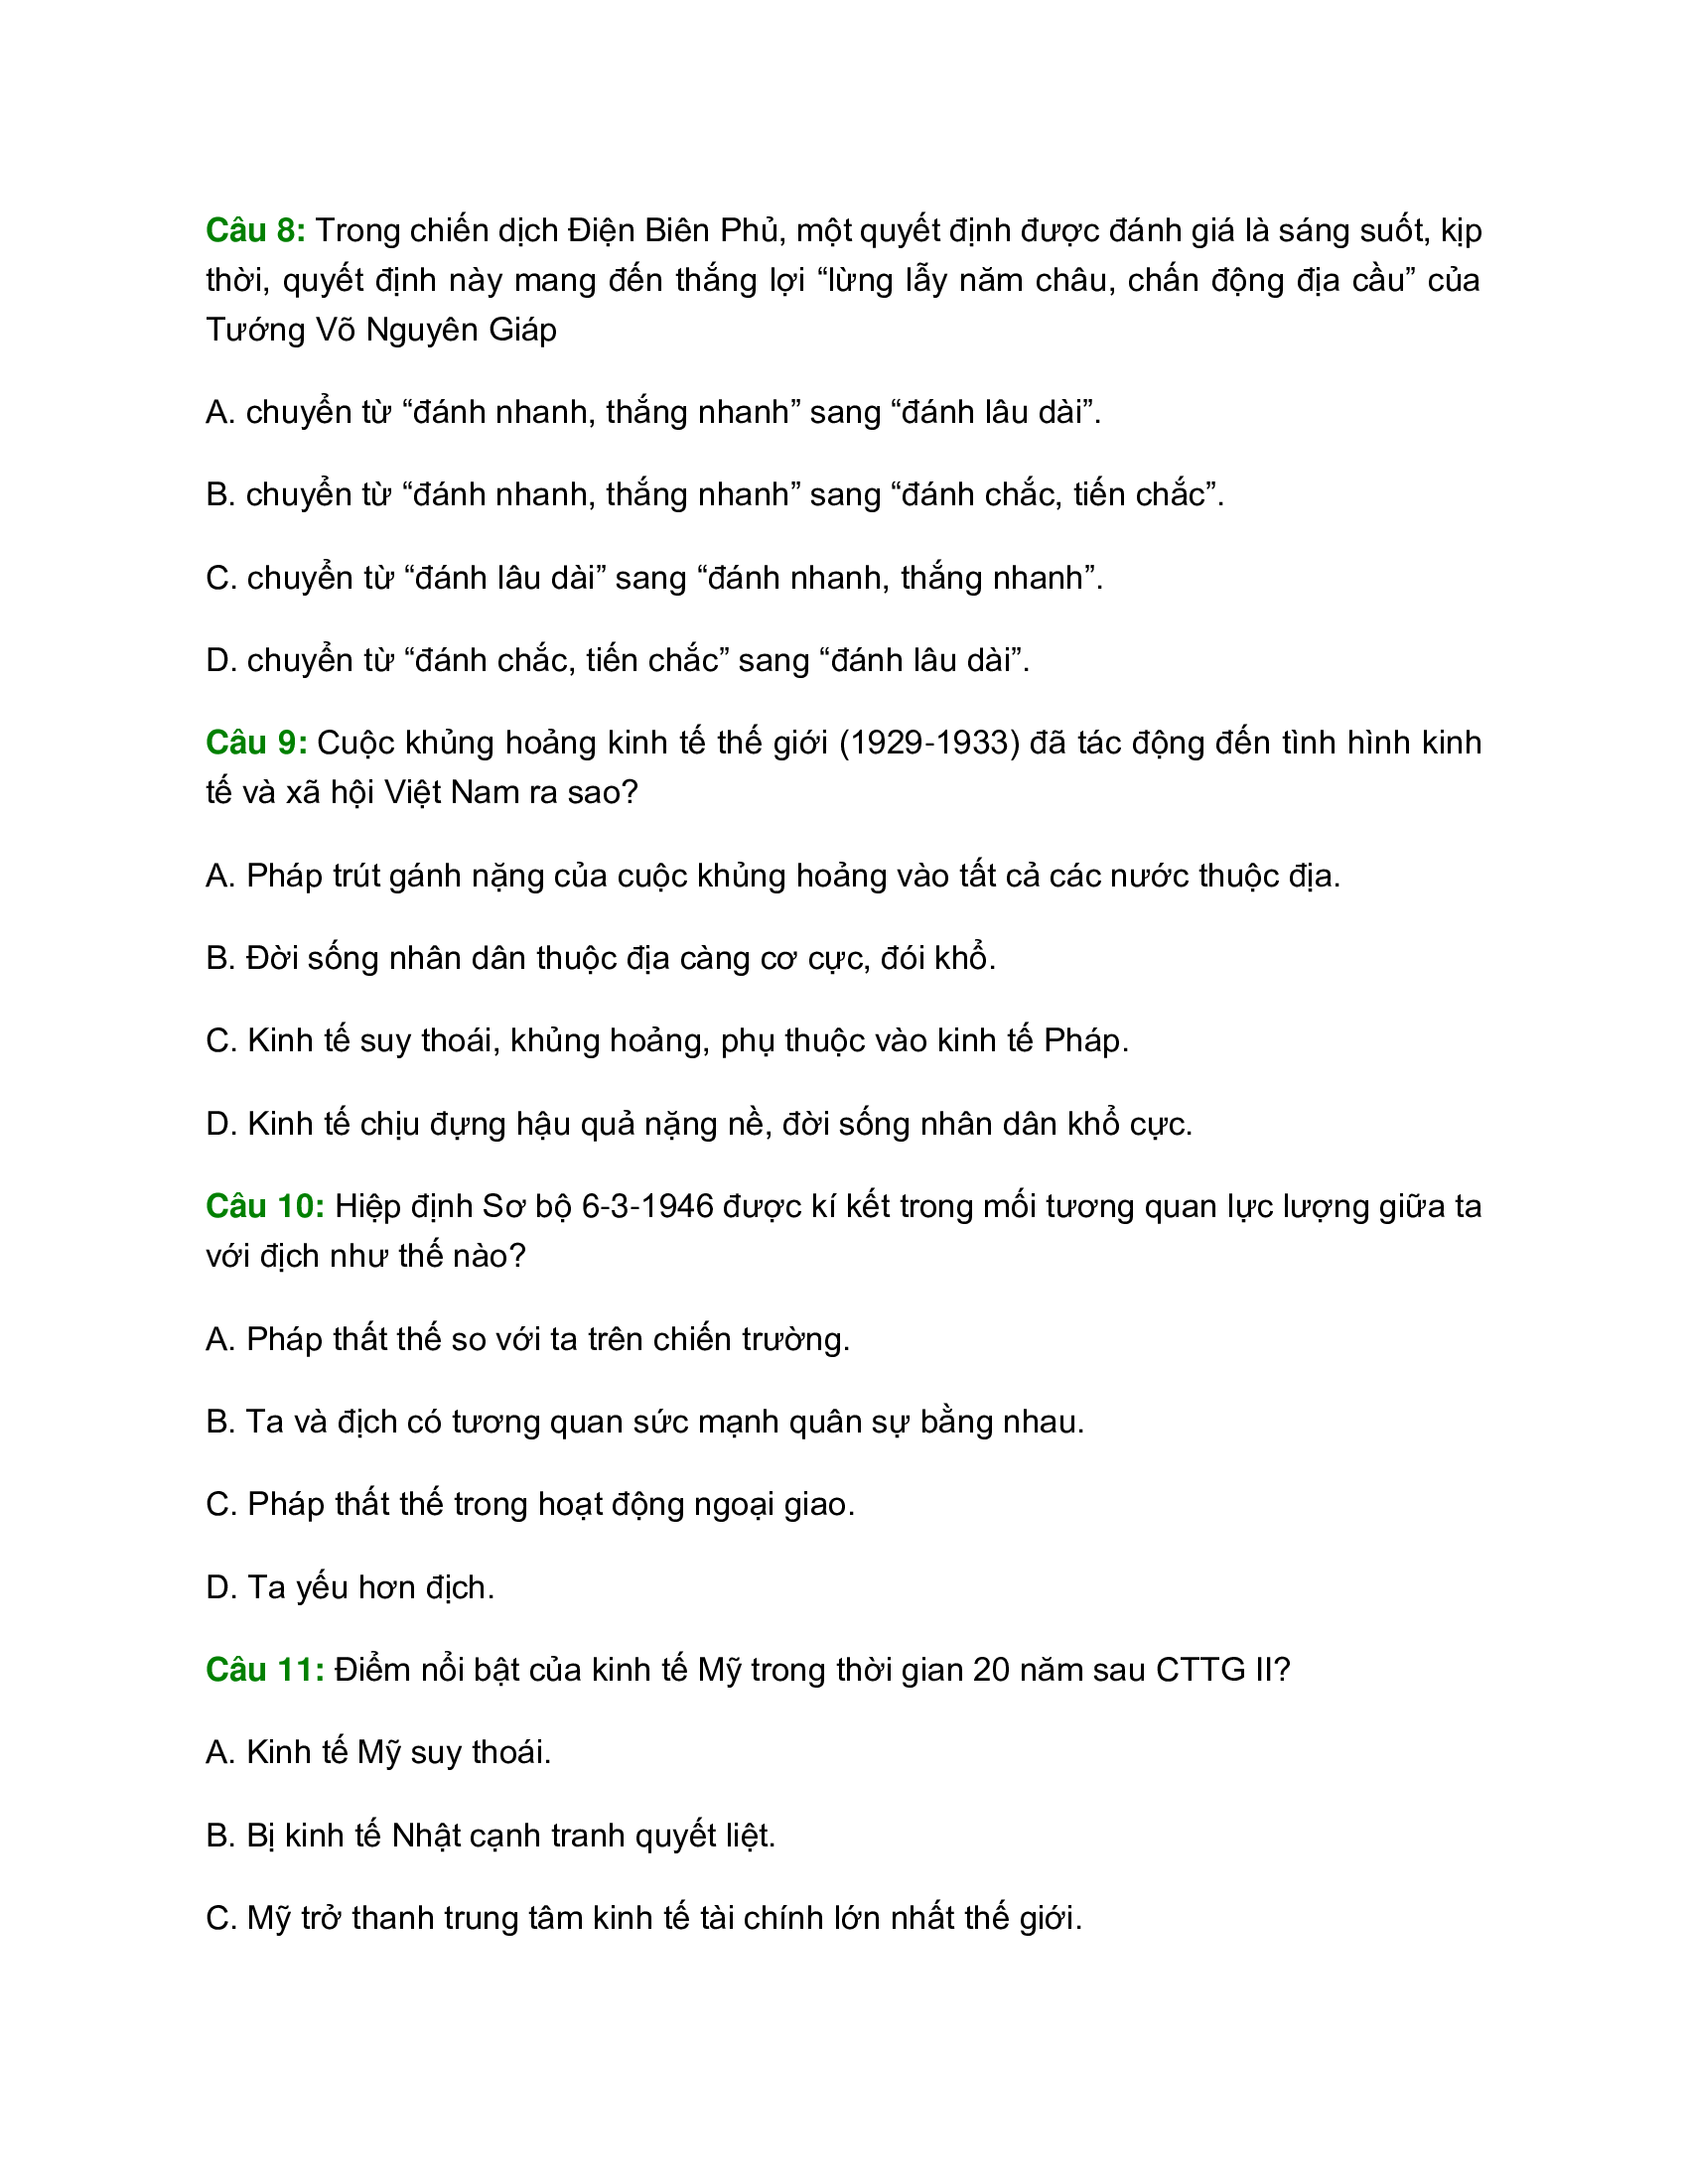 Câu 8: Trong chiến dịch Điện Biên Phủ, một quyết định được đánh giá là sáng suốt, kịp
thời, quyết định này mang đến thắng lợi “lừng lẫy năm châu, chấn động địa cầu” của
Tướng Võ Nguyên Giáp
A. chuyển từ “đánh nhanh, thắng nhanh” sang “đánh lâu dài”.
B. chuyển từ “đánh nhanh, thắng nhanh” sang “đánh chắc, tiến chắc”.
C. chuyển từ “đánh lâu dài” sang “đánh nhanh, thắng nhanh”.
D. chuyển từ “đánh chắc, tiến chắc” sang “đánh lâu dài”.
Câu 9: Cuộc khủng hoảng kinh tế thế giới (1929-1933) đã tác động đến tình hình kinh
tế và xã hội Việt Nam ra sao?
A. Pháp trút gánh nặng của cuộc khủng hoảng vào tất cả các nước thuộc địa.
B. Đời sống nhân dân thuộc địa càng cơ cực, đói khổ.
C. Kinh tế suy thoái, khủng hoảng, phụ thuộc vào kinh tế Pháp.
D. Kinh tế chịu đựng hậu quả nặng nề, đời sống nhân dân khổ cực.
Câu 10: Hiệp định Sơ bộ 6-3-1946 được kí kết trong mối tương quan lực lượng giữa ta
với địch như thế nào?
A. Pháp thất thế so với ta trên chiến trường.
B. Ta và địch có tương quan sức mạnh quân sự bằng nhau.
C. Pháp thất thế trong hoạt động ngoại giao.
D. Ta yếu hơn địch.
Câu 11: Điểm nổi bật của kinh tế Mỹ trong thời gian 20 năm sau CTTG II?
A. Kinh tế Mỹ suy thoái.
B. Bị kinh tế Nhật cạnh tranh quyết liệt.
C. Mỹ trở thanh trung tâm kinh tế tài chính lớn nhất thế giới.